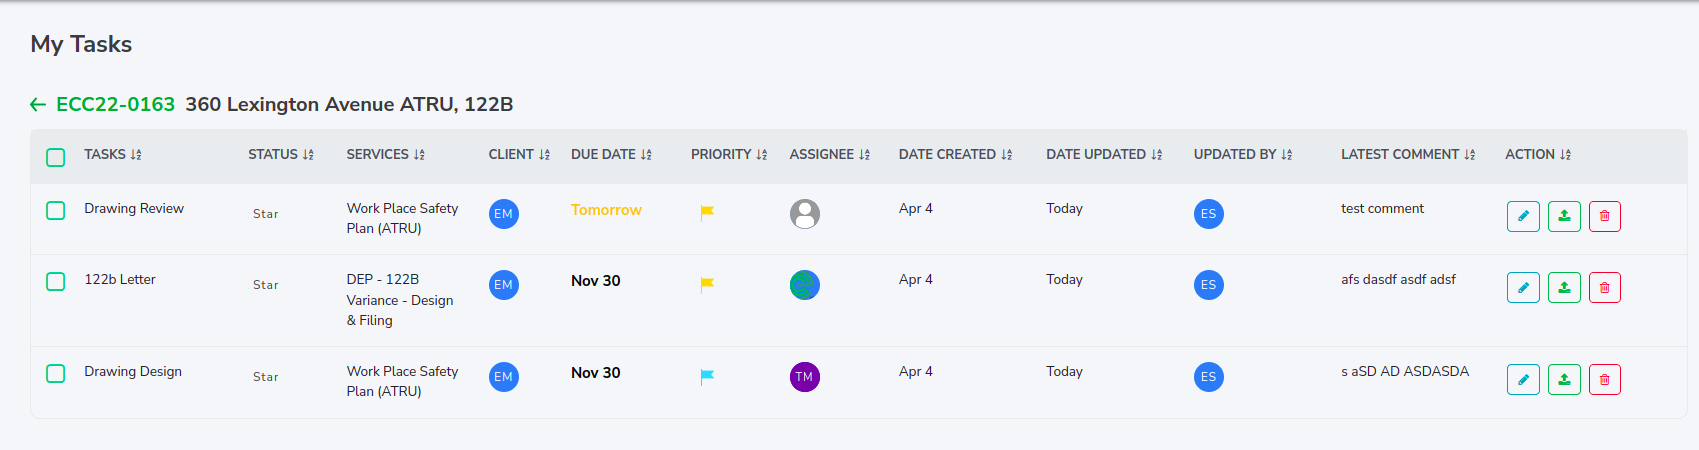 My Tasks
ECC22-0163 360 Lexington Avenue ATRU, 122B
TASKS STATUS SERVICES CLIENT DUE DATE PRIORITY ASSIGNEE DATE CREATED DATE UPDATED UPDATED BY LATEST COMMENT ACTION
Drawing Review Star Work Place Safety EM Tomorrow Apr 4 Today ES test comment
Plan (ATRU)
122b Letter Star DEP - 122B EM Nov 30 Apr 4 Today ES afs dasdf asdf adsf
Variance - Design
& Filing
Drawing Design Star Work Place Safety EM Nov 30 TM Apr 4 Today ES s aSD AD ASDASDA
Plan (ATRU)